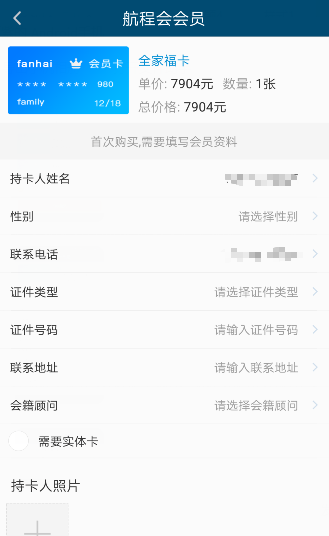 航程会会员
fanhai 会员卡
**** **** 980
family 12/18
全家福卡
单价: 7904元 数量: 1张
总价格: 7904元
首次购买,需要填写会员资料
持卡人姓名
性别 请选择性别
联系电话
证件类型 请选择证件类型
证件号码 请输入证件号码
联系地址 请输入联系地址
会籍顾问 请选择会籍顾问
需要实体卡
持卡人照片